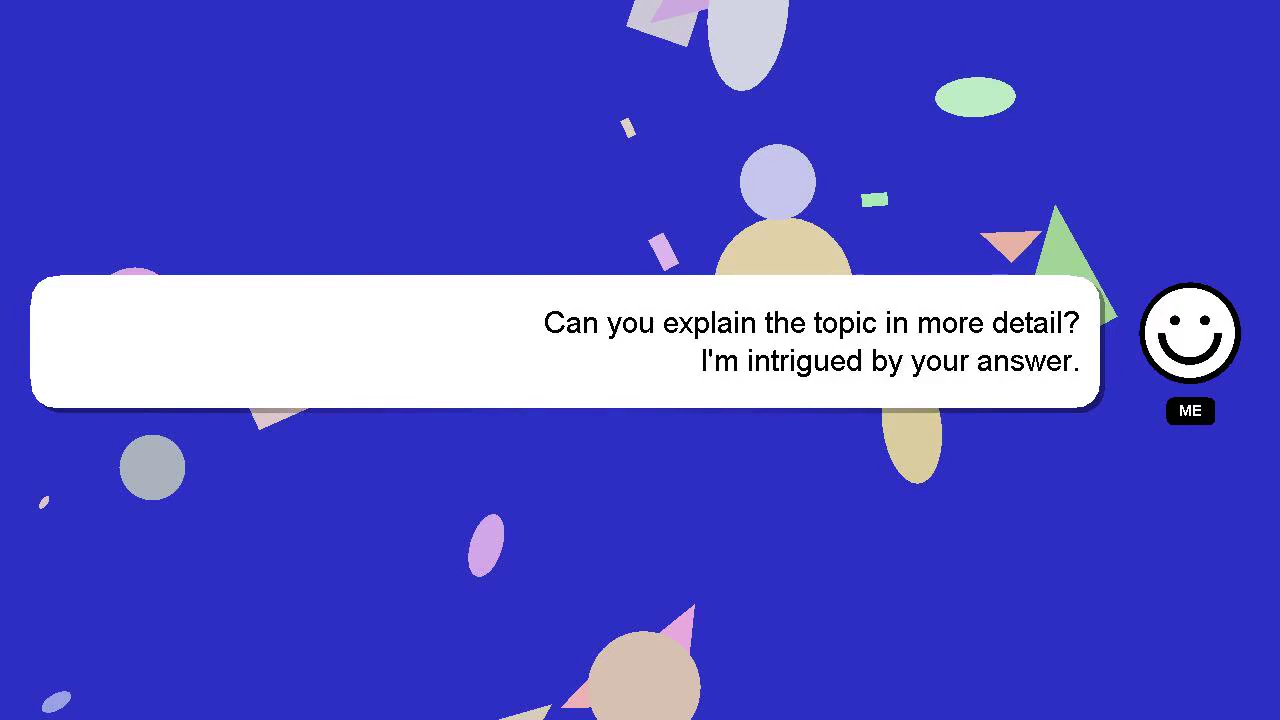 Can you explain the topic in more detail?
I'm intrigued by your answer.
ME